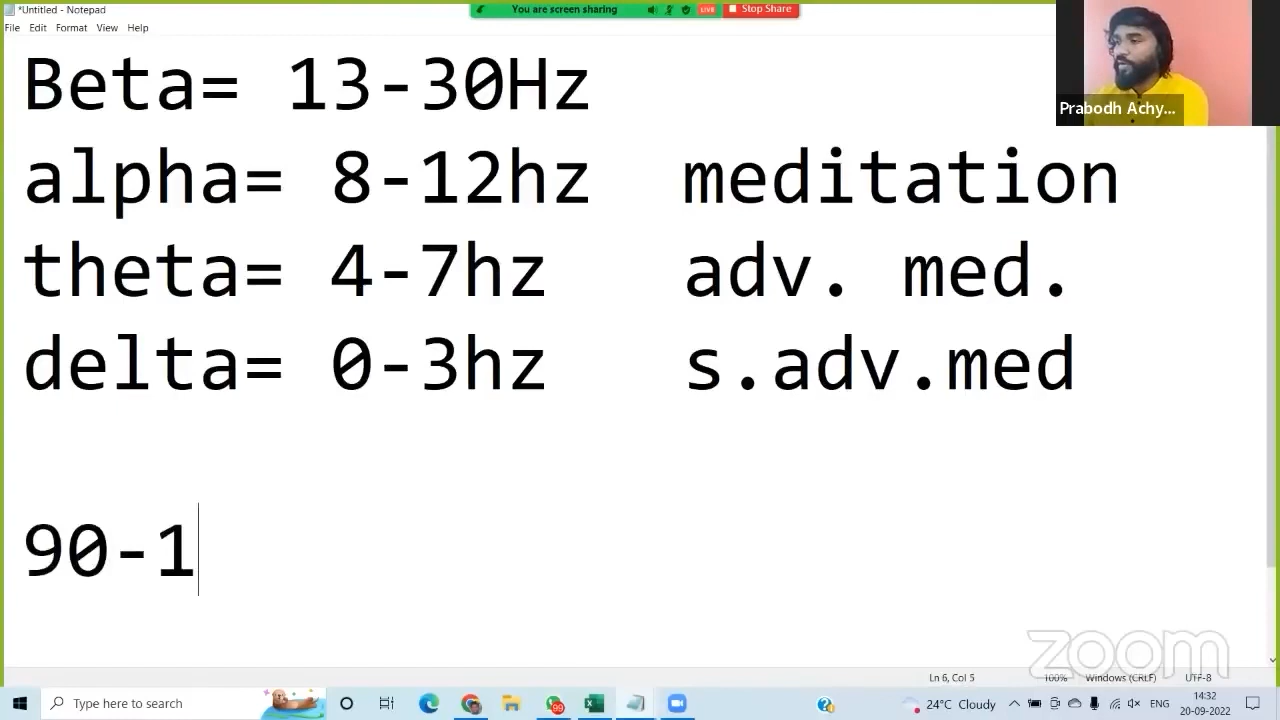 *Untitled - Notepad
You are screen sharing
LIVE
Stop Share
File Edit Format View Help
Prabodh Achy...
Beta= 13-30Hz
alpha= 8-12hz meditation
theta= 4-7hz adv. med.
delta= 0-3hz s.adv.med
90-1
zoom
Ln 6, Col 5 100% Windows (CRLF) UTF-8
Type here to search
99
24°C Cloudy
ENG
14:32
20-09-2022